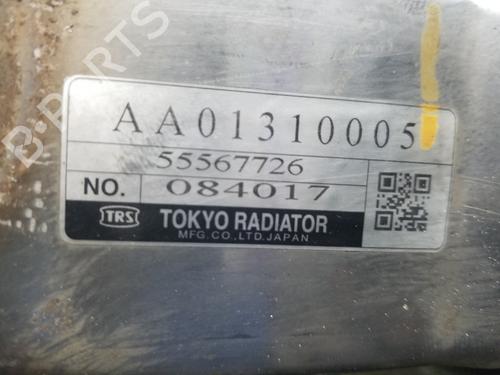 AA01310005
55567726
NO. 084017
TRS TOKYO RADIATOR
MFG.CO.,LTD.JAPAN
B-PARTS